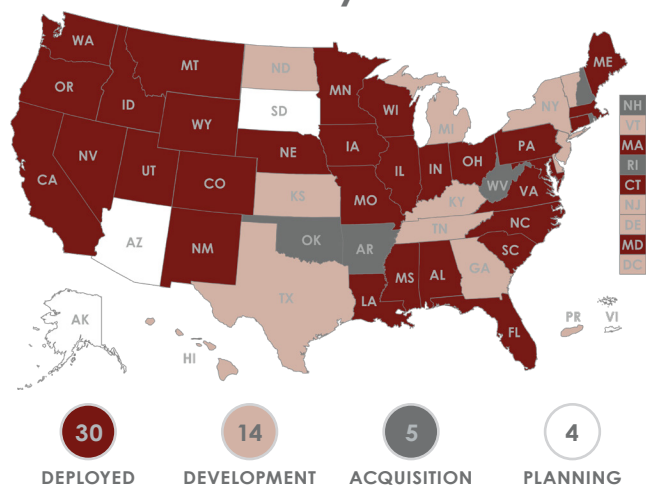 WA
MT
ND
MN
ME
OR
ID
SD
WI
NY
WY
MI
NH
VT
NV
NE
IA
PA
MA
UT
IL
IN
OH
RI
CA
CO
WV
VA
CT
KS
MO
KY
NJ
NC
DE
AZ
NM
OK
AR
TN
SC
MD
MS
AL
GA
DC
TX
LA
AK
HI
FL
PR
VI
30
14
5
4
DEPLOYED
DEVELOPMENT
ACQUISITION
PLANNING